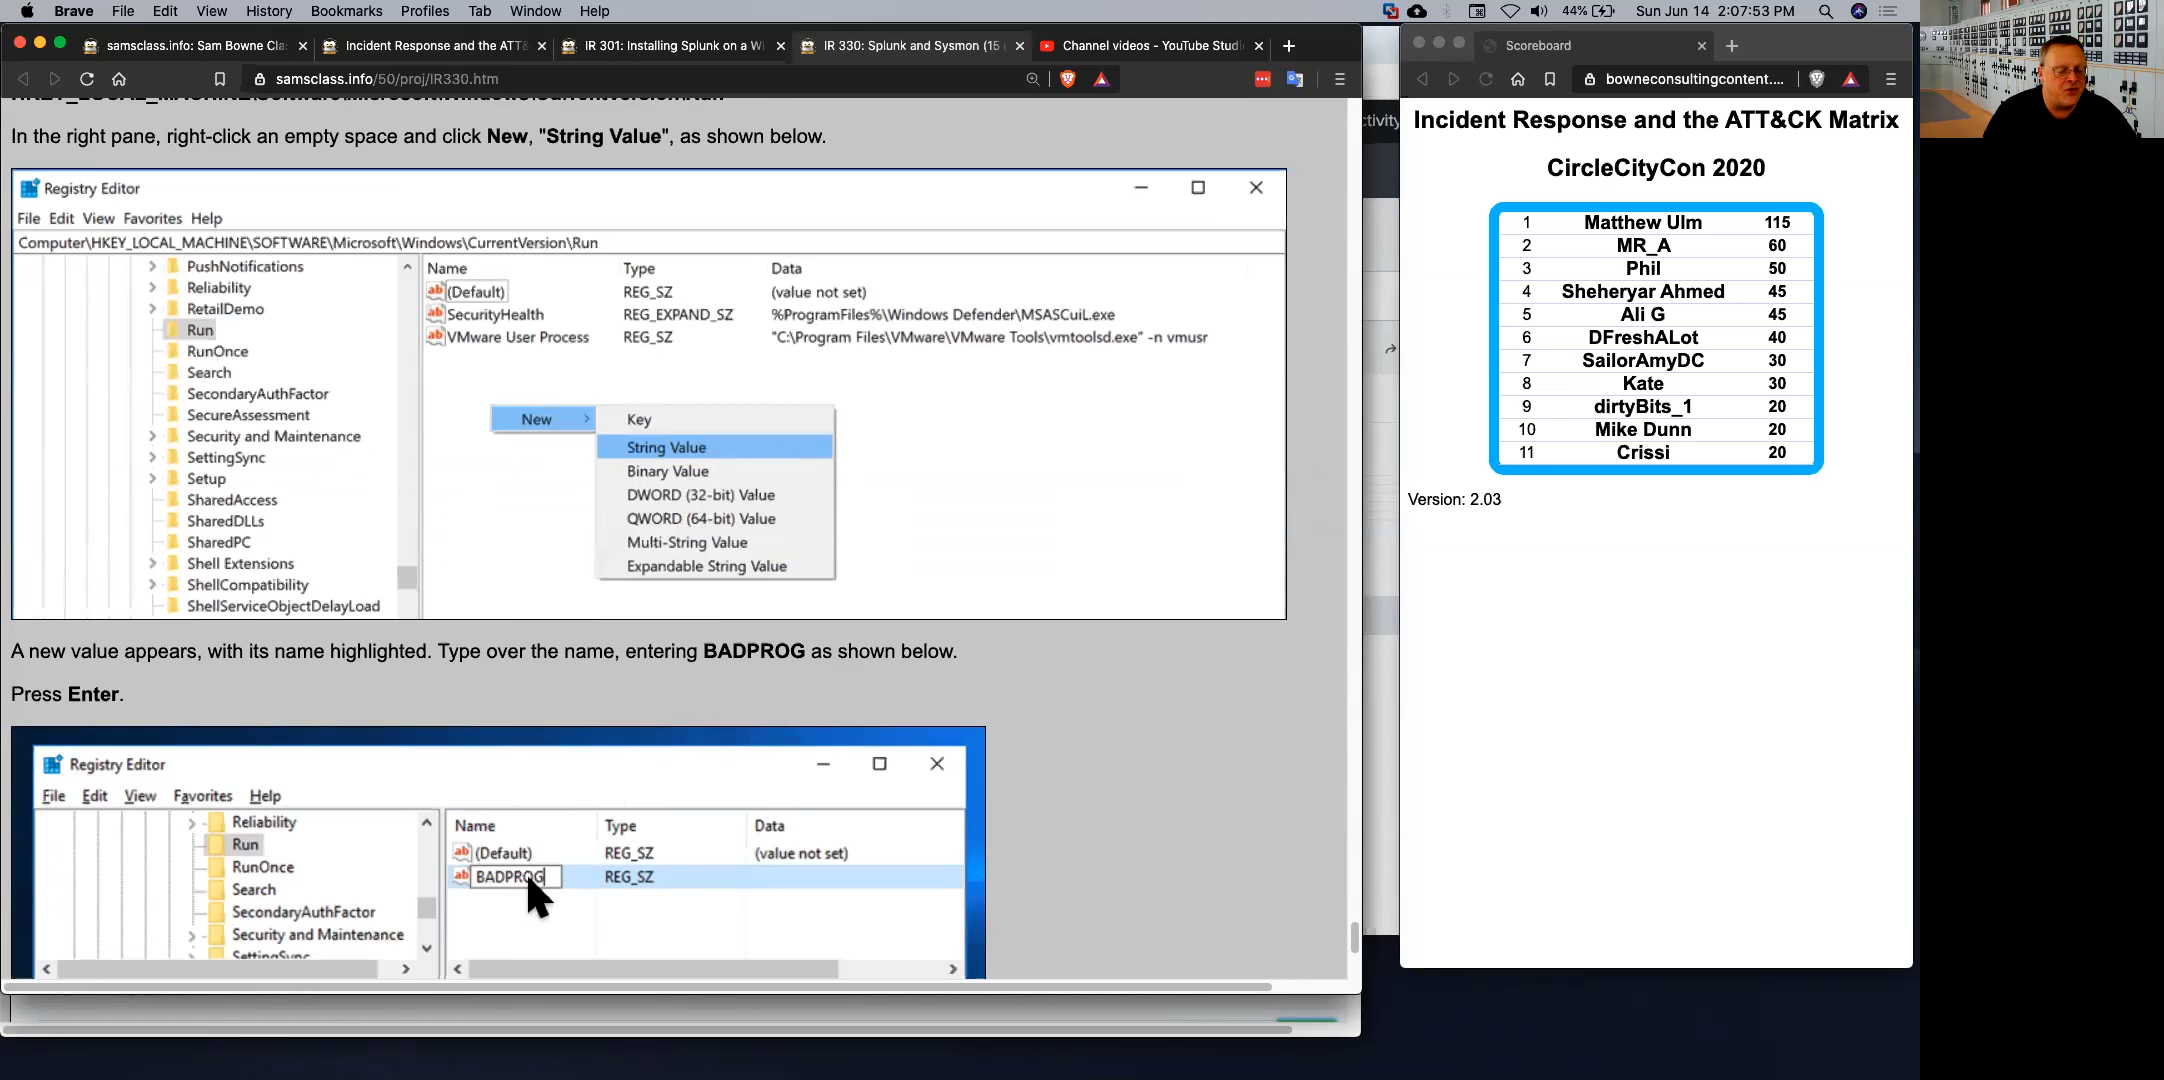 Brave File Edit View History Bookmarks Profiles Tab Window Help
44% Sun Jun 14 2:07:53 PM
samsclass.info: Sam Bowne Cla
Incident Response and the ATT&
IR 301: Installing Splunk on a W
IR 330: Splunk and Sysmon (15
Channel videos - YouTube Studi
samsclass.info/50/proj/IR330.htm
In the right pane, right-click an empty space and click New, "String Value", as shown below.
Registry Editor
File Edit View Favorites Help
Computer\HKEY_LOCAL_MACHINE\SOFTWARE\Microsoft\Windows\CurrentVersion\Run
PushNotifications
Reliability
RetailDemo
Run
RunOnce
Search
SecondaryAuthFactor
SecureAssessment
Security and Maintenance
SettingSync
Setup
SharedAccess
SharedDLLs
SharedPC
Shell Extensions
ShellCompatibility
ShellServiceObjectDelayLoad
Name Type Data
(Default) REG_SZ (value not set)
SecurityHealth REG_EXPAND_SZ %ProgramFiles%\Windows Defender\MSASCuiL.exe
VMware User Process REG_SZ "C:\Program Files\VMware\VMware Tools\vmtoolsd.exe" -n vmusr
New
Key
String Value
Binary Value
DWORD (32-bit) Value
QWORD (64-bit) Value
Multi-String Value
Expandable String Value
A new value appears, with its name highlighted. Type over the name, entering BADPROG as shown below.
Press Enter.
Registry Editor
File Edit View Favorites Help
Reliability
Run
RunOnce
Search
SecondaryAuthFactor
Security and Maintenance
SettingSync
Name Type Data
(Default) REG_SZ (value not set)
BADPROG REG_SZ
ctivity
Scoreboard
bowneconsultingcontent....
Incident Response and the ATT&CK Matrix
CircleCityCon 2020
1 Matthew Ulm 115
2 MR_A 60
3 Phil 50
4 Sheheryar Ahmed 45
5 Ali G 45
6 DFreshALot 40
7 SailorAmyDC 30
8 Kate 30
9 dirtyBits_1 20
10 Mike Dunn 20
11 Crissi 20
Version: 2.03